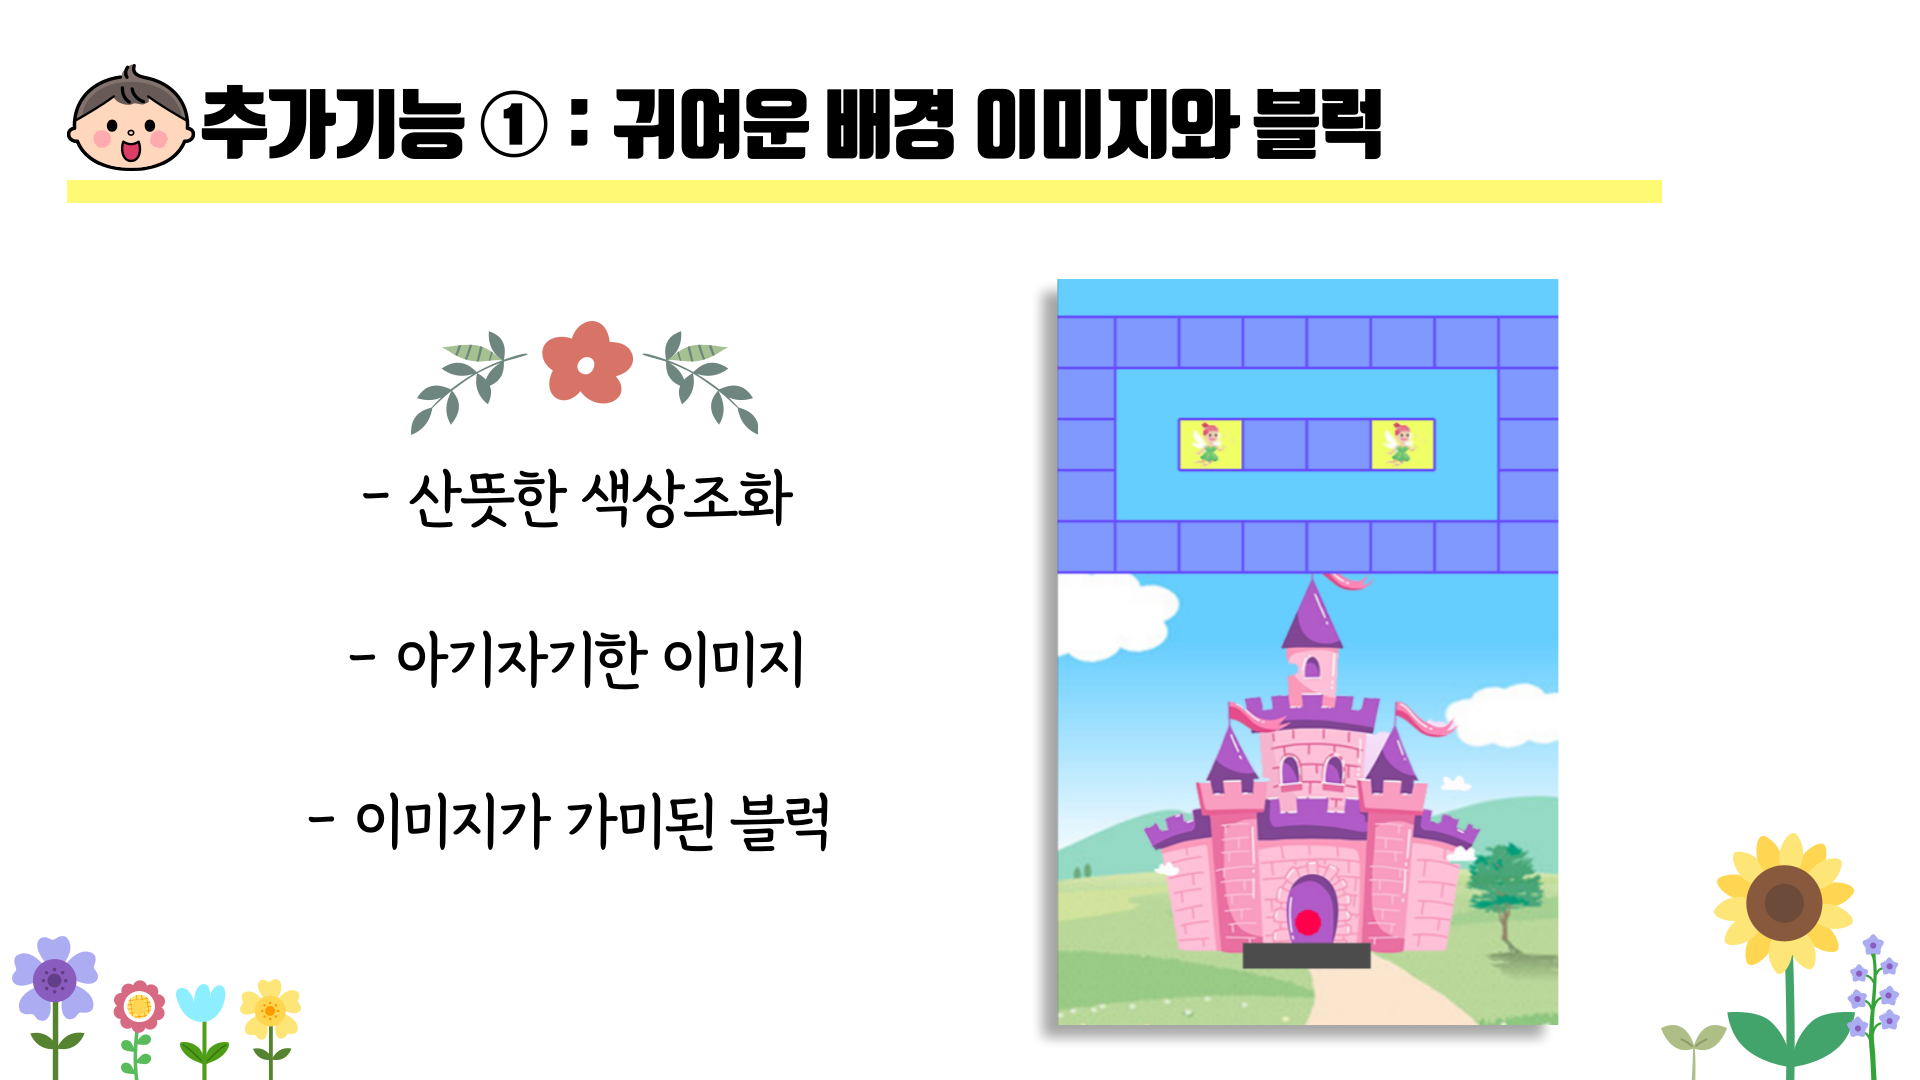 추가기능 ① : 귀여운 배경 이미지와 블럭
- 산뜻한 색상조화
- 아기자기한 이미지
- 이미지가 가미된 블럭